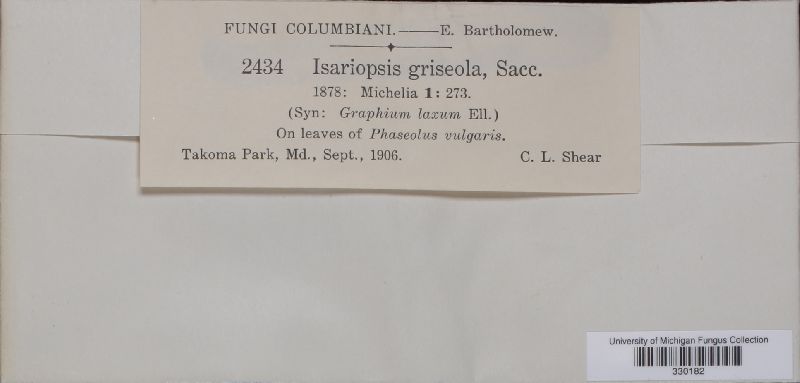 FUNGI COLUMBIANI.——E. Bartholomew.
2434 Isariopsis griseola, Sacc.
1878: Michelia 1: 273.
(Syn: Graphium laxum Ell.)
On leaves of Phaseolus vulgaris.
Takoma Park, Md., Sept., 1906. C. L. Shear
University of Michigan Fungus Collection
330182